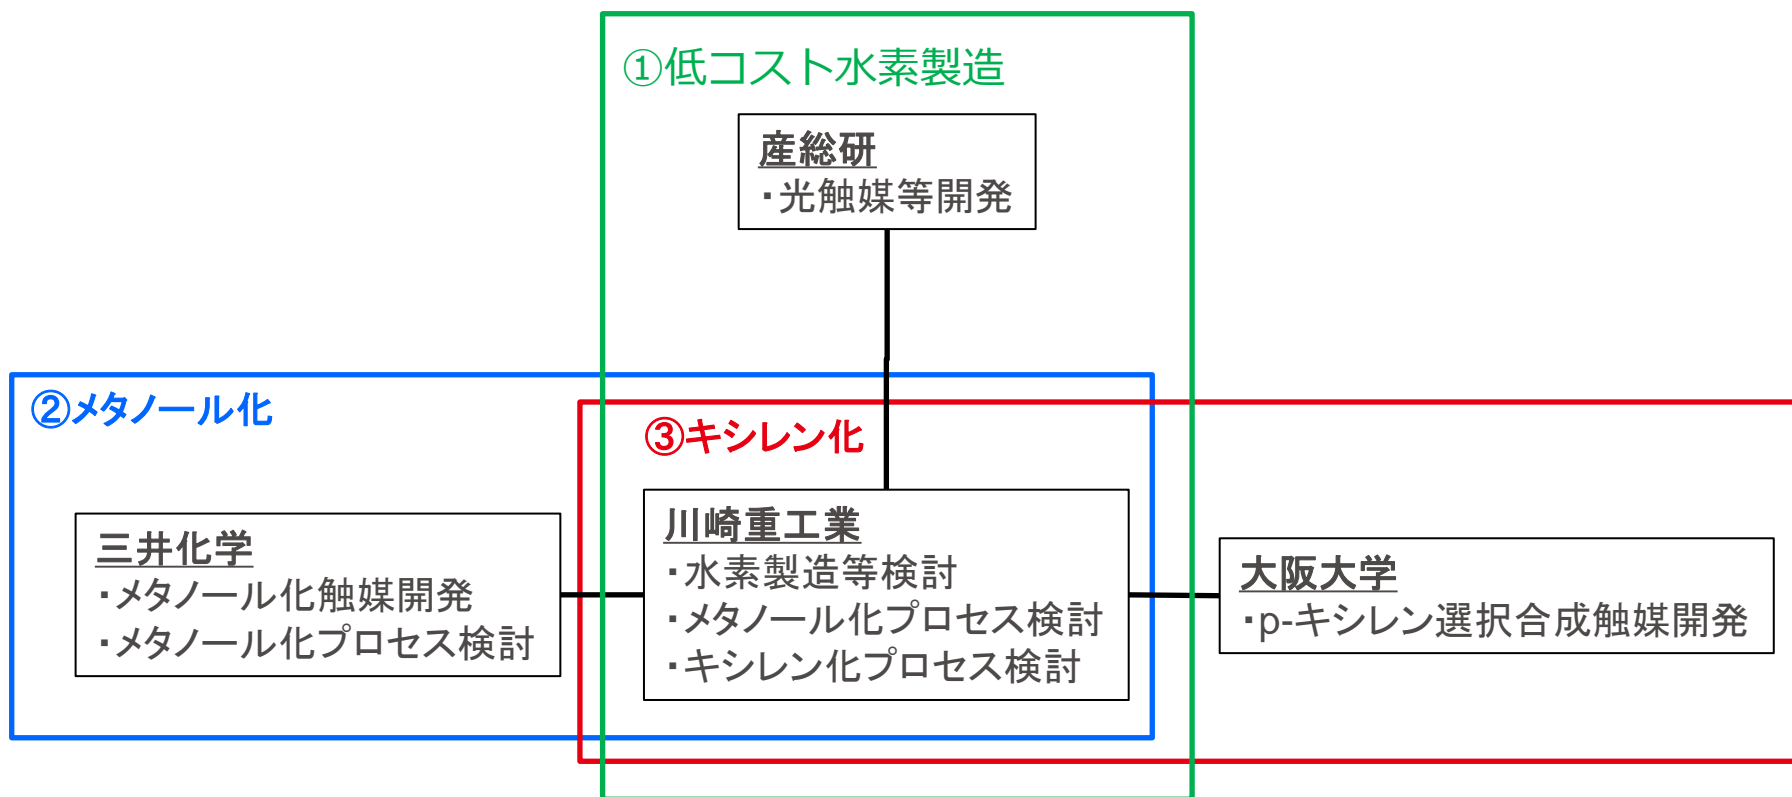 ①低コスト水素製造
産総研
・光触媒等開発
②メタノール化
③キシレン化
三井化学
・メタノール化触媒開発
・メタノール化プロセス検討
川崎重工業
・水素製造等検討
・メタノール化プロセス検討
・キシレン化プロセス検討
大阪大学
・p-キシレン選択合成触媒開発